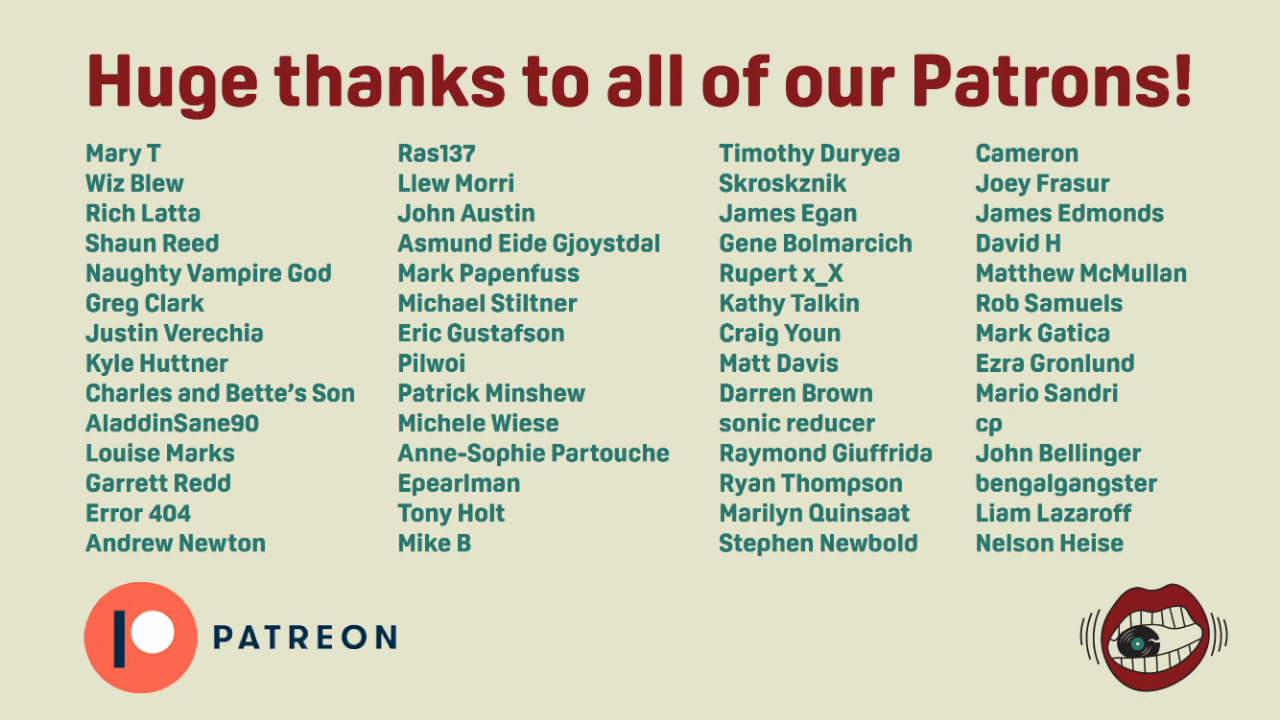 Huge thanks to all of our Patrons!
Mary T
Wiz Blew
Rich Latta
Shaun Reed
Naughty Vampire God
Greg Clark
Justin Verechia
Kyle Huttner
Charles and Bette's Son
AladdinSane90
Louise Marks
Garrett Redd
Error 404
Andrew Newton
Ras137
Llew Morri
John Austin
Asmund Eide Gjoystdal
Mark Papenfuss
Michael Stiltner
Eric Gustafson
Pilwoi
Patrick Minshew
Michele Wiese
Anne-Sophie Partouche
Epearlman
Tony Holt
Mike B
Timothy Duryea
Skroskznik
James Egan
Gene Bolmarcich
Rupert x_X
Kathy Talkin
Craig Youn
Matt Davis
Darren Brown
sonic reducer
Raymond Giuffrida
Ryan Thompson
Marilyn Quinsaat
Stephen Newbold
Cameron
Joey Frasur
James Edmonds
David H
Matthew McMullan
Rob Samuels
Mark Gatica
Ezra Gronlund
Mario Sandri
cp
John Bellinger
bengalgangster
Liam Lazaroff
Nelson Heise
PATREON